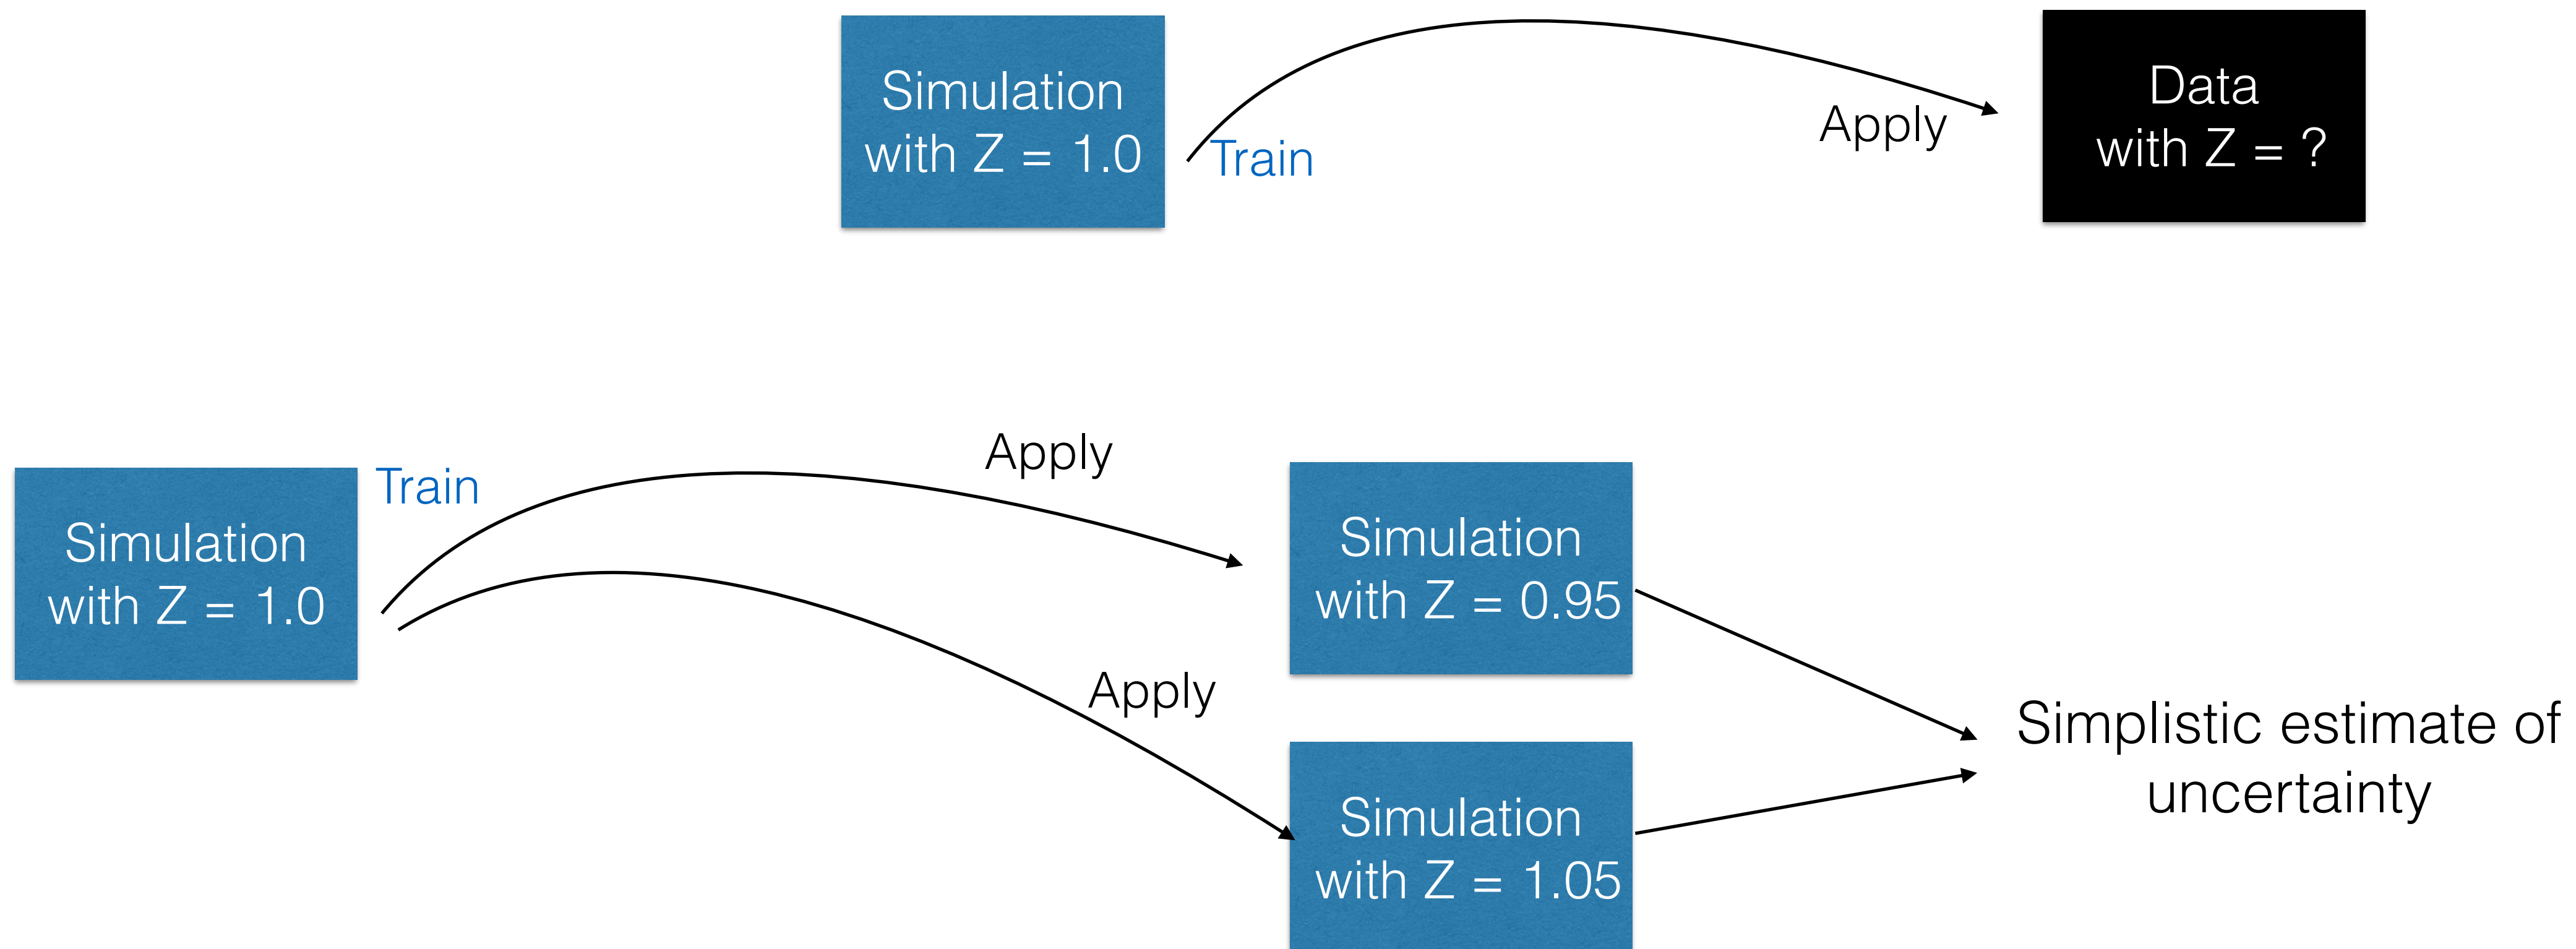 Simulation
with Z = 1.0
Train
Apply
Data
with Z = ?
Simulation
with Z = 1.0
Train
Apply
Apply
Simulation
with Z = 0.95
Simulation
with Z = 1.05
Simplistic estimate of
uncertainty